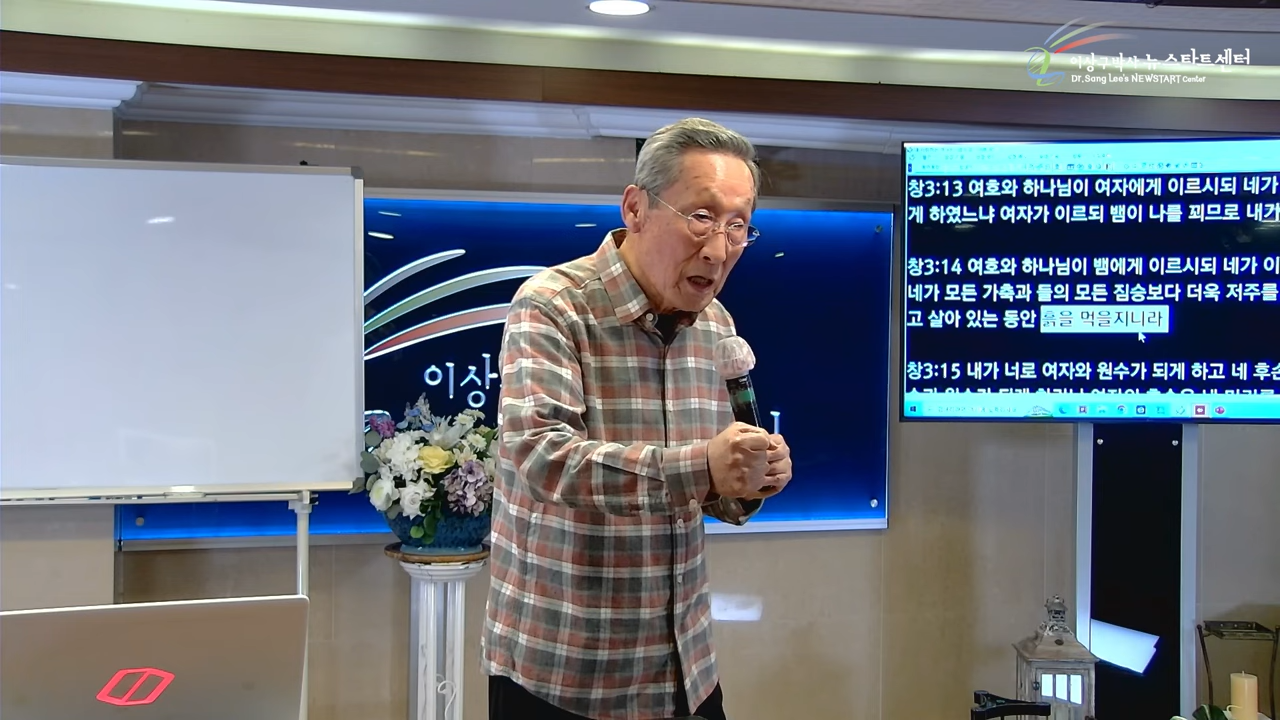 이상구박사 뉴스타트센터
Dr. Sang Lee's NEWSTART Center
창3:13 여호와 하나님이 여자에게 이르시되 네가
게 하였느냐 여자가 이르되 뱀이 나를 꾀므로 내가
창3:14 여호와 하나님이 뱀에게 이르시되 네가 이
네가 모든 가축과 들의 모든 짐승보다 더욱 저주를
고 살아 있는 동안 흙을 먹을지니라
창3:15 내가 너로 여자와 원수가 되게 하고 네 후손
이상